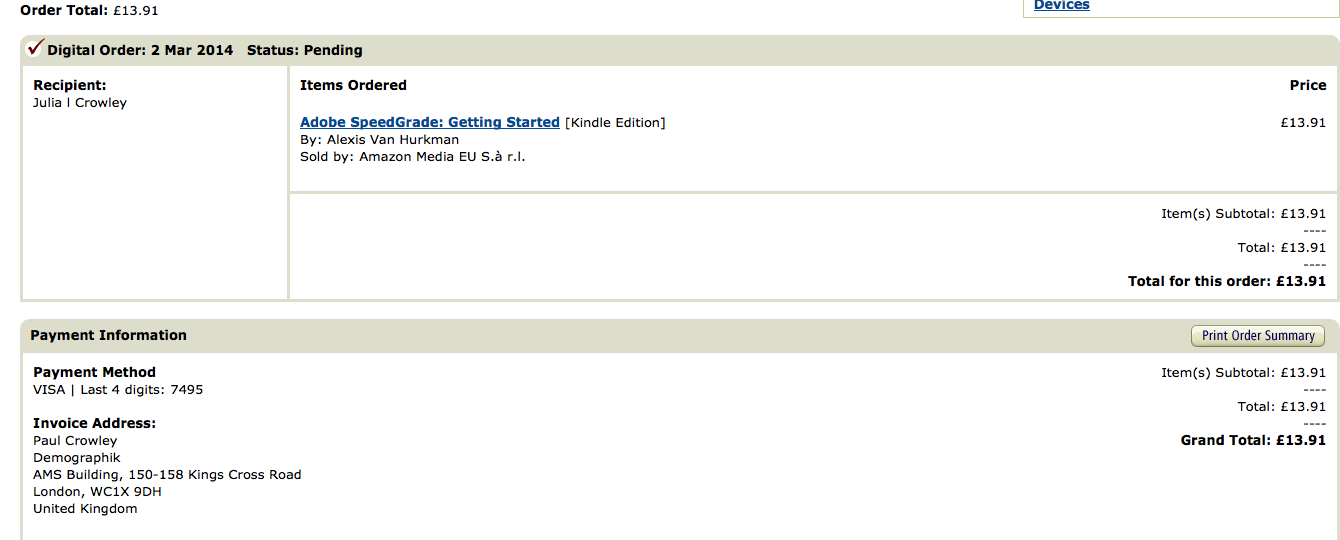 Order Total: £13.91
Devices
Digital Order: 2 Mar 2014 Status: Pending
Recipient:
Julia l Crowley
Items Ordered
Price
Adobe SpeedGrade: Getting Started [Kindle Edition]
£13.91
By: Alexis Van Hurkman
Sold by: Amazon Media EU S.à r.l.
Item(s) Subtotal: £13.91
----
Total: £13.91
----
Total for this order: £13.91
Payment Information
Print Order Summary
Payment Method
VISA | Last 4 digits: 7495
Invoice Address:
Paul Crowley
Demographik
AMS Building, 150-158 Kings Cross Road
London, WC1X 9DH
United Kingdom
Item(s) Subtotal: £13.91
----
Total: £13.91
----
Grand Total: £13.91